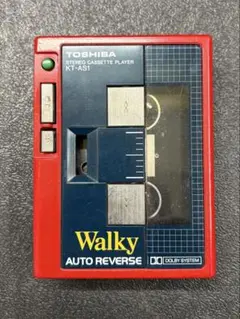 TOSHIBA
STEREO CASSETTE PLAYER
KT-AS1
Walky
AUTO REVERSE
DOLBY SYSTEM